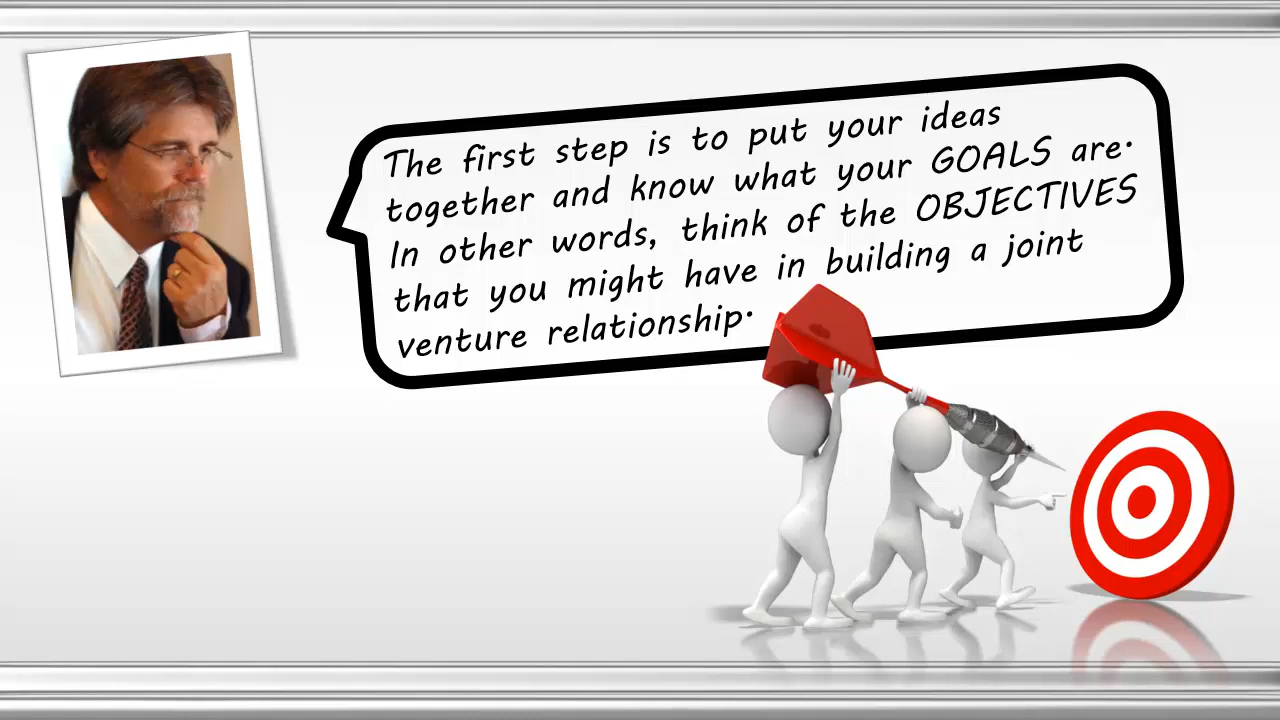 The first step is to put your ideas
together and know what your GOALS are.
In other words, think of the OBJECTIVES
that you might have in building a joint
venture relationship.